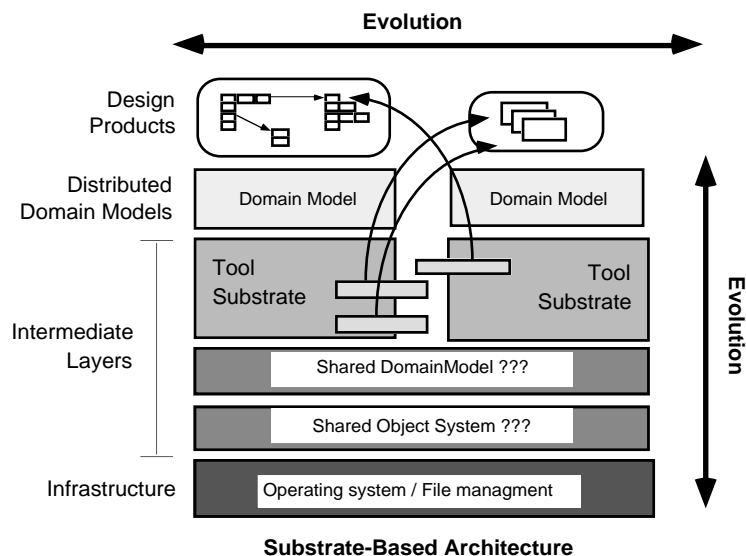 Evolution
Design
Products
Distributed
Domain Models
Domain Model
Domain Model
Tool
Substrate
Tool
Substrate
Evolution
Intermediate
Layers
Shared DomainModel ???
Shared Object System ???
Infrastructure
Operating system / File managment
Substrate-Based Architecture